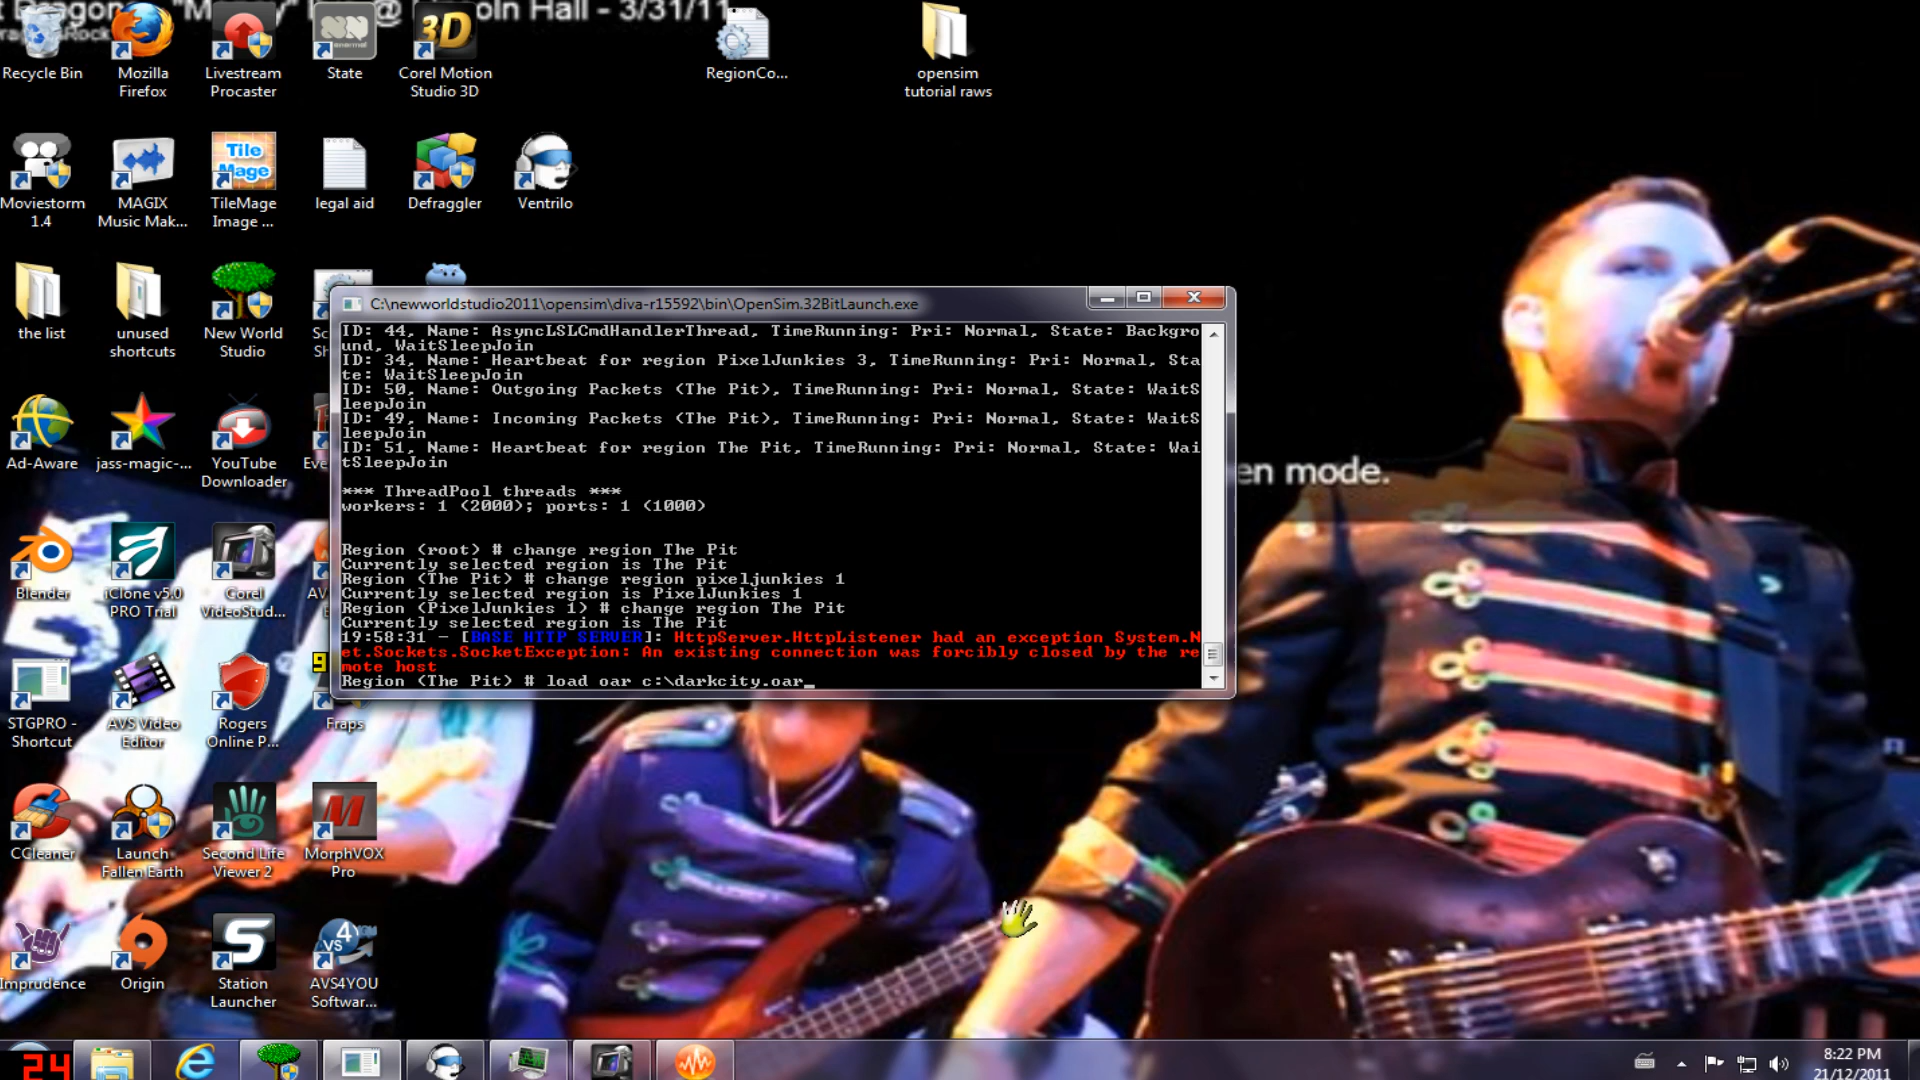 Lincoln Hall - 3/31/11
Recycle Bin
Mozilla
Firefox
Livestream
Procaster
State
3D
Corel Motion
Studio 3D
RegionCo...
opensim
tutorial raws
Moviestorm
1.4
MAGIX
Music Mak...
Tile
Mage
TileMage
Image ...
legal aid
Defraggler
Ventrilo
the list
unused
shortcuts
New World
Studio
C:\newworldstudio2011\opensim\diva-r15592\bin\OpenSim.32BitLaunch.exe
ID: 44, Name: AsyncLSLCmdHandlerThread, TimeRunning: Pri: Normal, State: Backgro
und, WaitSleepJoin
ID: 34, Name: Heartbeat for region PixelJunkies 3, TimeRunning: Pri: Normal, Sta
te: WaitSleepJoin
ID: 50, Name: Outgoing Packets (The Pit), TimeRunning: Pri: Normal, State: WaitS
leepJoin
ID: 49, Name: Incoming Packets (The Pit), TimeRunning: Pri: Normal, State: WaitS
leepJoin
ID: 51, Name: Heartbeat for region The Pit, TimeRunning: Pri: Normal, State: Wai
tSleepJoin
*** ThreadPool threads ***
workers: 1 (2000); ports: 1 (1000)
Region (root) # change region The Pit
Currently selected region is The Pit
Region (The Pit) # change region pixeljunkies 1
Currently selected region is PixelJunkies 1
Region (PixelJunkies 1) # change region The Pit
Currently selected region is The Pit
19:58:31 - [BASE HTTP SERVER]: HttpServer.HttpListener had an exception System.N
et.Sockets.SocketException: An existing connection was forcibly closed by the re
mote host
Region (The Pit) # load oar c:\darkcity.oar_
en mode.
Ad-Aware
jass-magic-...
YouTube
Downloader
Blender
iClone v5.0
PRO Trial
Corel
VideoStud...
STGPRO -
Shortcut
AVS Video
Editor
Rogers
Online P...
Fraps
CCleaner
Launch
Fallen Earth
Second Life
Viewer 2
M
MorphVOX
Pro
Imprudence
Origin
S
Station
Launcher
VS4
AVS4YOU
Softwar...
24
8:22 PM
21/12/2011